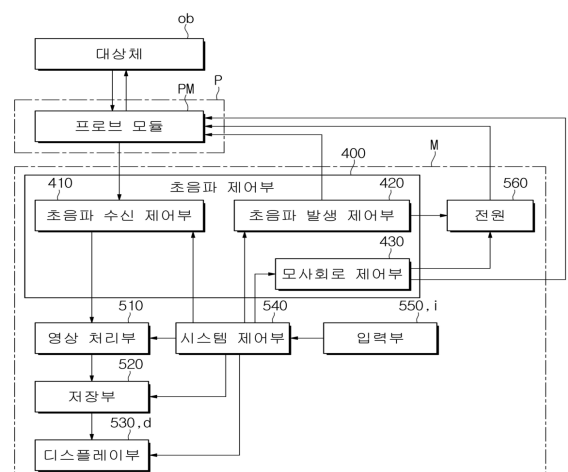 ob
대상체
P
PM
프로브 모듈
M
400
초음파 제어부
410
420
560
초음파 수신 제어부
초음파 발생 제어부
전원
430
모사회로 제어부
510
540
550,i
영상 처리부
시스템 제어부
입력부
520
저장부
530,d
디스플레이부